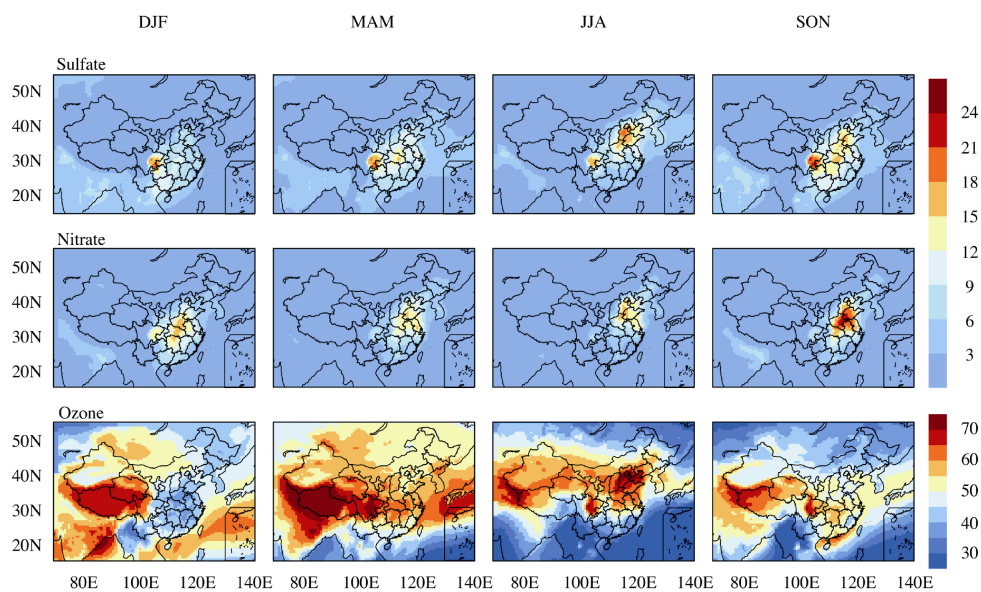 DJF MAM JJA SON
Sulfate
50N
40N
30N
20N
24
21
18
15
12
9
6
3
Nitrate
50N
40N
30N
20N
Ozone
50N
40N
30N
20N
70
60
50
40
30
80E 100E 120E 140E 80E 100E 120E 140E 80E 100E 120E 140E 80E 100E 120E 140E